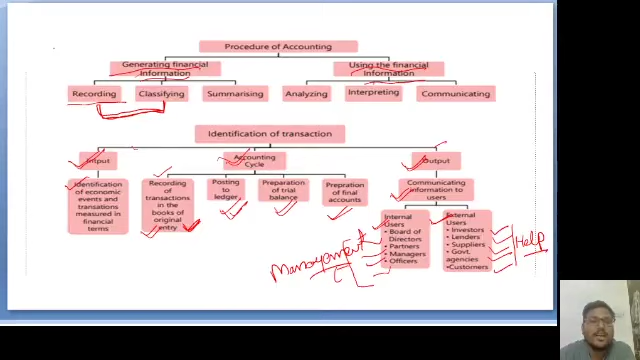 Procedure of Accounting
Generating financial
Information
Using the financial
Information
Recording
Classifying
Summarising
Analyzing
Interpreting
Communicating
Identification of transaction
Input
Accounting
Cycle
Output
Identification
of economic
events and
transations
measured in
financial
terms
Recording
of
transactions
in the
books of
original
entry
Posting
to
ledger
Preparation
of trial
balance
Prepration
of final
accounts
Communicating
information to
users
Internal
Users
• Board of
Directors
• Partners
• Managers
• Officers
External
Users
• Investors
• Lenders
• Suppliers
• Govt.
agencies
• Customers
Management
Help